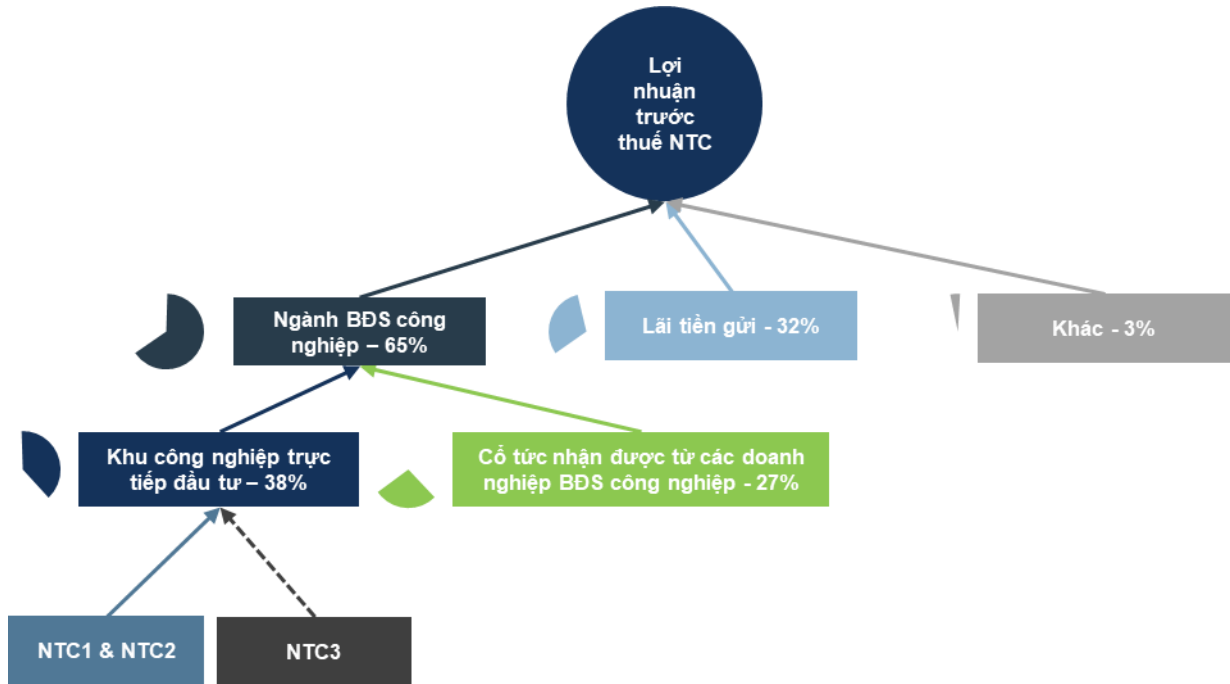 Lợi
nhuận
trước
thuế NTC
Ngành BĐS công
nghiệp – 65%
Lãi tiền gửi - 32%
Khác - 3%
Khu công nghiệp trực
tiếp đầu tư – 38%
Cổ tức nhận được từ các doanh
nghiệp BĐS công nghiệp - 27%
NTC1 & NTC2
NTC3